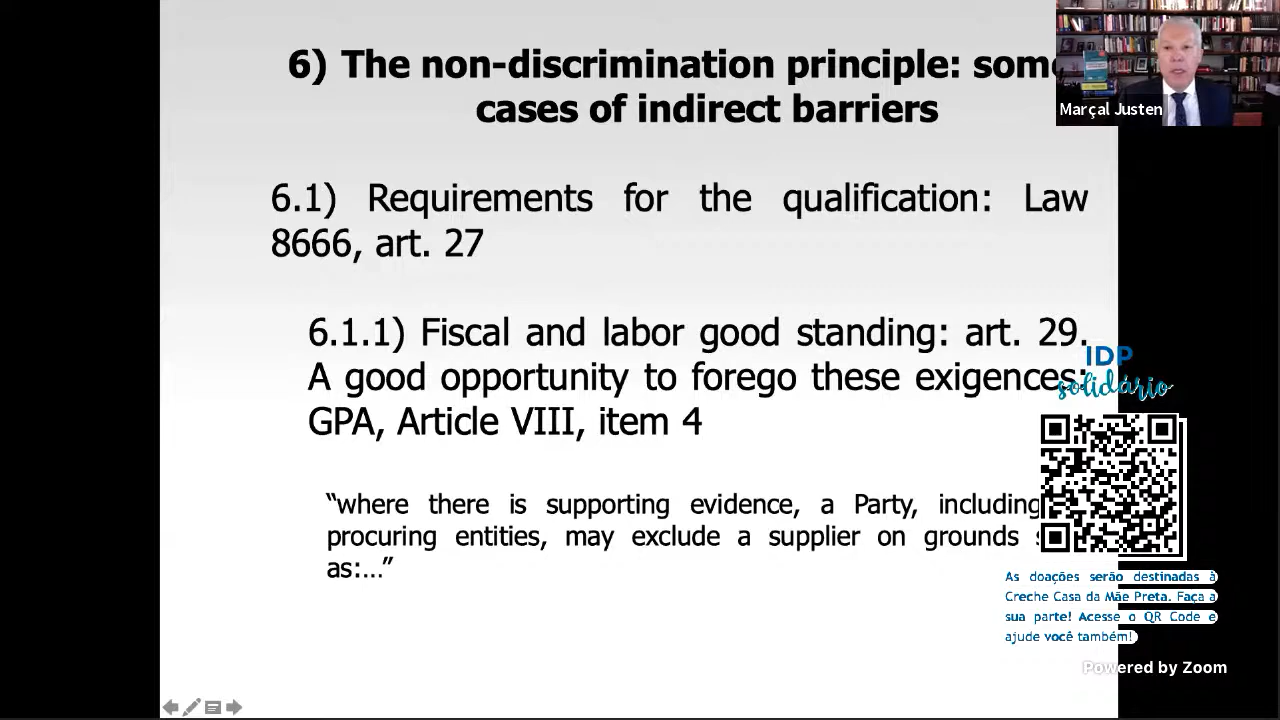 6) The non-discrimination principle: some
cases of indirect barriers
Marçal Justen
6.1) Requirements for the qualification: Law
8666, art. 27
6.1.1) Fiscal and labor good standing: art. 29.
A good opportunity to forego these exigences:
GPA, Article VIII, item 4
“where there is supporting evidence, a Party, including
procuring entities, may exclude a supplier on grounds
as:...”
IDP
solidário
As doações serão destinadas à
Creche Casa da Mãe Preta. Faça a
sua parte! Acesse o QR Code e
ajude você também!
Powered by Zoom